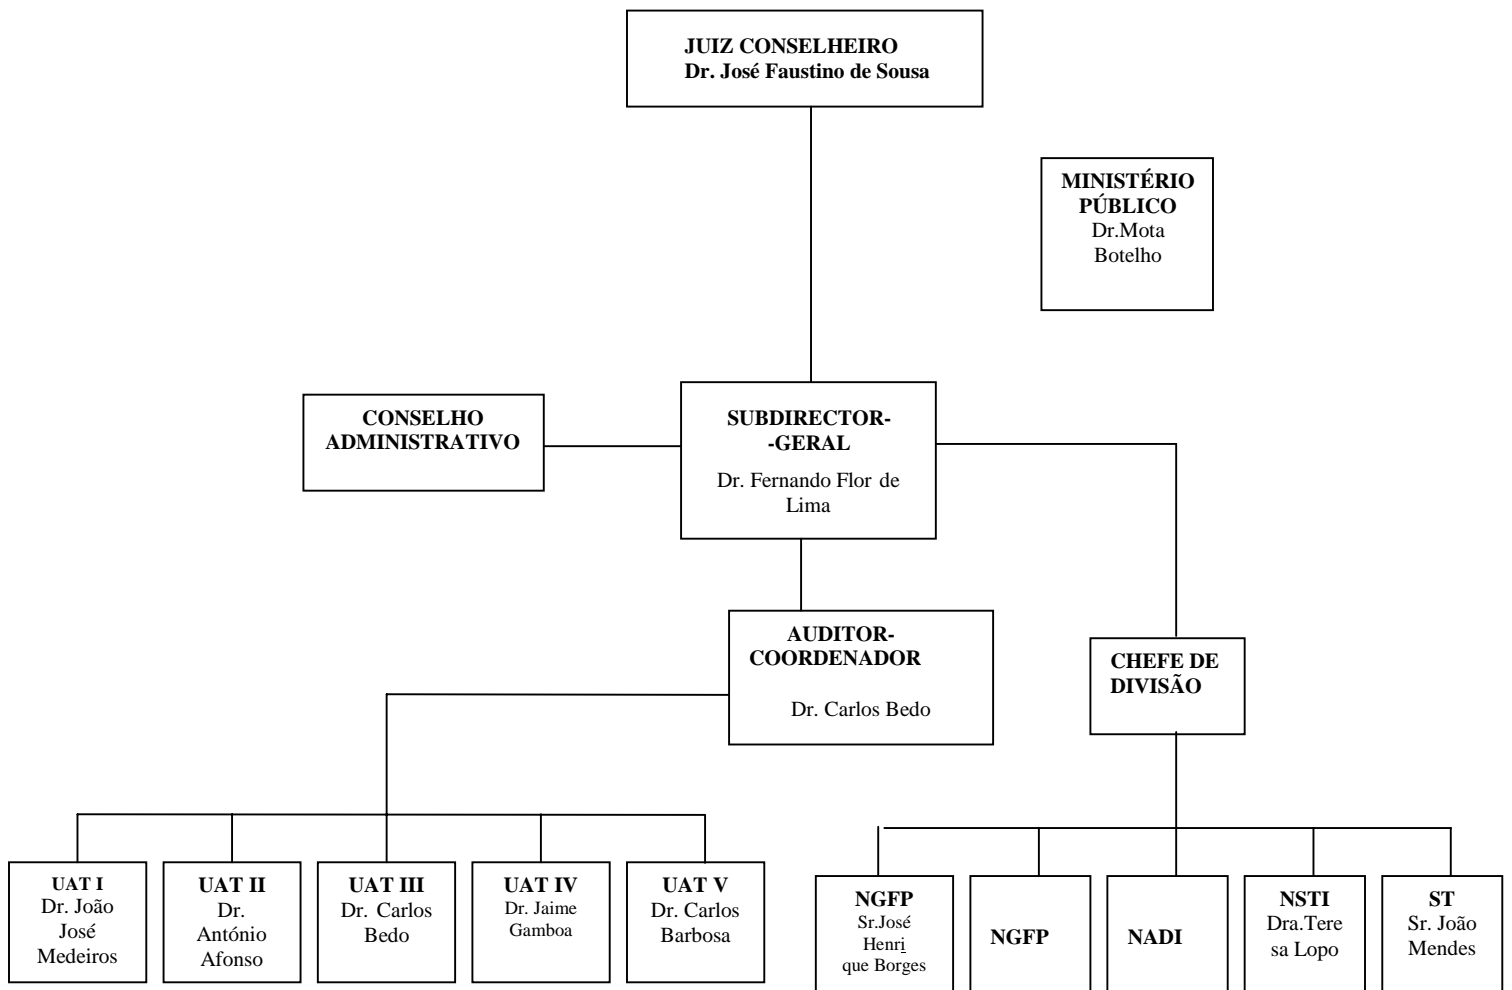 JUIZ CONSELHEIRO
Dr. José Faustino de Sousa
MINISTÉRIO
PÚBLICO
Dr.Mota
Botelho
CONSELHO
ADMINISTRATIVO
SUBDIRECTOR-
-GERAL
Dr. Fernando Flor de
Lima
AUDITOR-
COORDENADOR
Dr. Carlos Bedo
CHEFE DE
DIVISÃO
UAT I
Dr. João
José
Medeiros
UAT II
Dr.
António
Afonso
UAT III
Dr. Carlos
Bedo
UAT IV
Dr. Jaime
Gamboa
UAT V
Dr. Carlos
Barbosa
NGFP
Sr.José
Henri
que Borges
NGFP
NADI
NSTI
Dra.Tere
sa Lopo
ST
Sr. João
Mendes